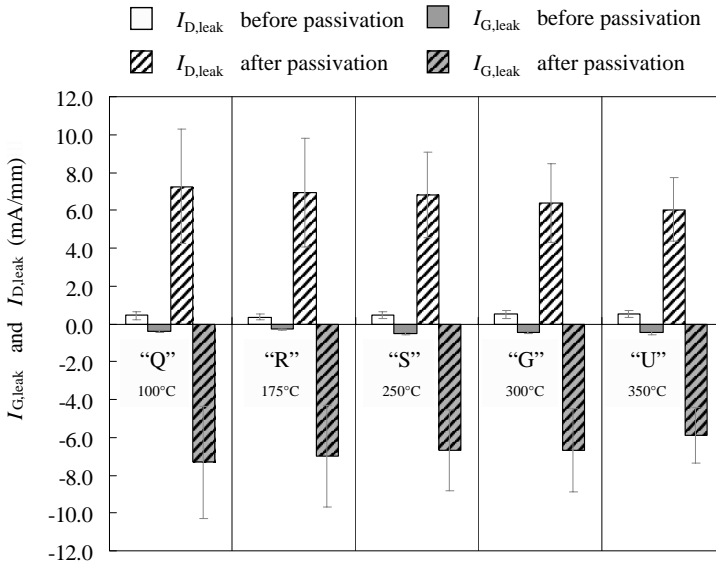 I_D,leak before passivation I_G,leak before passivation
I_D,leak after passivation I_G,leak after passivation
I_G,leak and I_D,leak (mA/mm)
12.0
10.0
8.0
6.0
4.0
2.0
0.0
-2.0
-4.0
-6.0
-8.0
-10.0
-12.0
“Q” “R” “S” “G” “U”
100°C 175°C 250°C 300°C 350°C